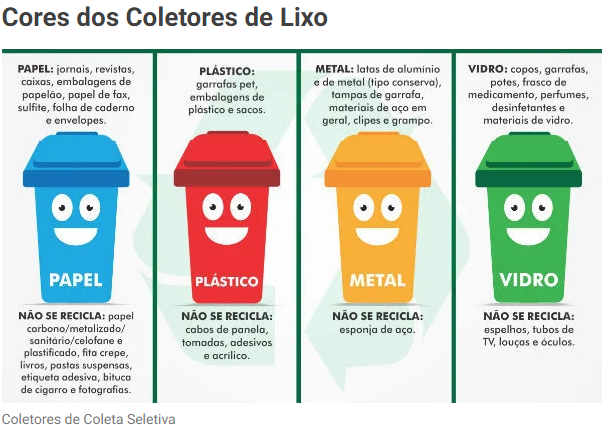 Cores dos Coletores de Lixo
PAPEL: jornais, revistas,
caixas, embalagens de
papelão, papel de fax,
sulfite, folha de caderno
e envelopes.
PAPEL
NÃO SE RECICLA: papel
carbono/metalizado/
sanitário/celofane e
plastificado, fita crepe,
livros, pastas suspensas,
etiqueta adesiva, bituca
de cigarro e fotografias.
PLÁSTICO:
garrafas pet,
embalagens de
plástico e sacos.
PLÁSTICO
NÃO SE RECICLA:
cabos de panela,
tomadas, adesivos
e acrílico.
METAL: latas de alumínio
e de metal (tipo conserva),
tampas de garrafa,
materiais de aço em
geral, clipes e grampo.
METAL
NÃO SE RECICLA:
esponja de aço.
VIDRO: copos, garrafas,
potes, frasco de
medicamento, perfumes,
desinfetantes e
materiais de vidro.
VIDRO
NÃO SE RECICLA:
espelhos, tubos de
TV, louças e óculos.
Coletores de Coleta Seletiva